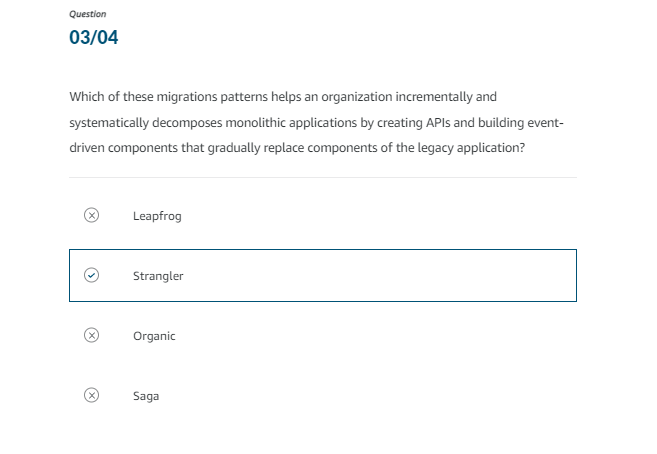 Question
03/04
Which of these migrations patterns helps an organization incrementally and
systematically decomposes monolithic applications by creating APIs and building event-
driven components that gradually replace components of the legacy application?
Leapfrog
Strangler
Organic
Saga